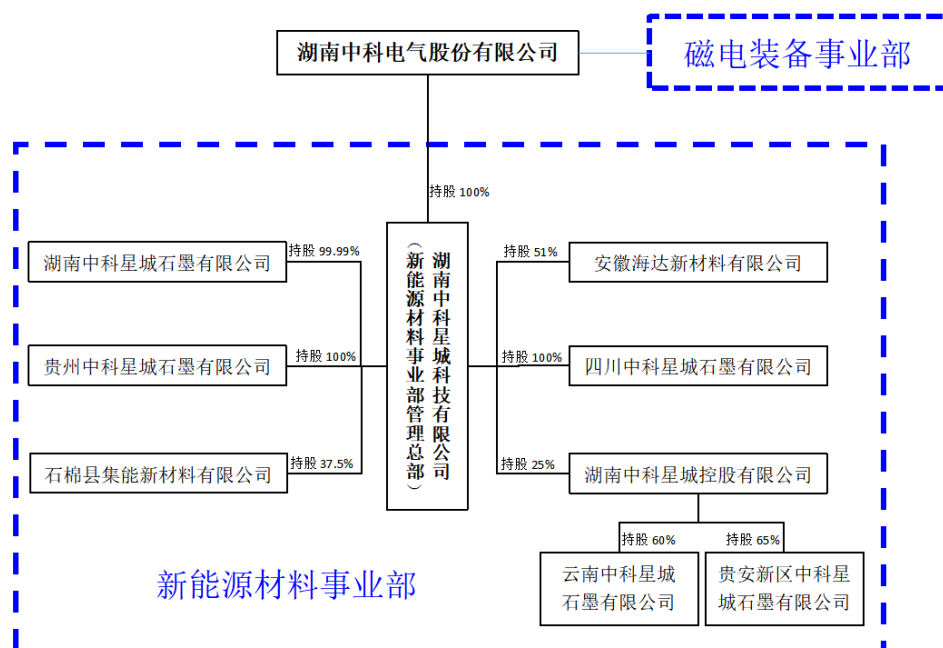 湖南中科电气股份有限公司
磁电装备事业部
持股 100%
湖南中科星城科技有限公司
（新能源材料事业部管理总部）
持股 99.99%
湖南中科星城石墨有限公司
持股 51%
安徽海达新材料有限公司
持股 100%
贵州中科星城石墨有限公司
持股 100%
四川中科星城石墨有限公司
持股 37.5%
石棉县集能新材料有限公司
持股 25%
湖南中科星城控股有限公司
持股 60%
持股 65%
云南中科星城
石墨有限公司
贵安新区中科星
城石墨有限公司
新能源材料事业部